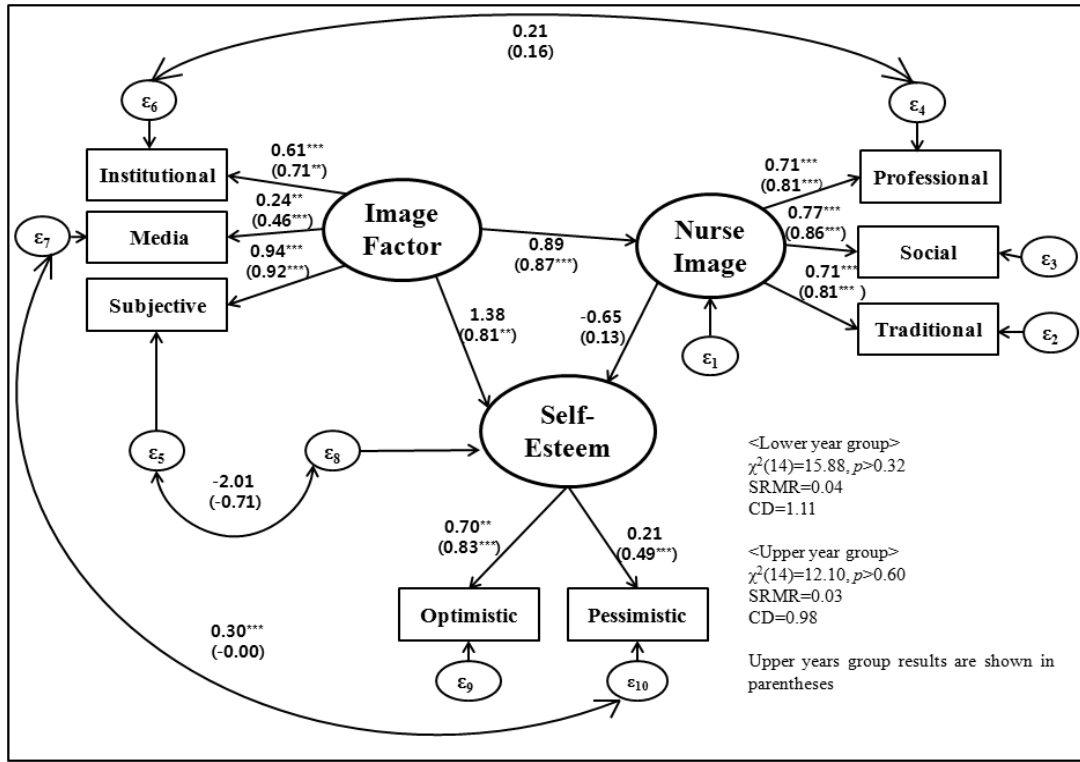 0.21
(0.16)
ε6
ε4
Institutional
0.61***
(0.71**)
Professional
0.71***
(0.81***)
Image
Factor
ε7
Media
0.24**
(0.46***)
0.89
(0.87***)
Nurse
Image
0.77***
(0.86***)
Social
ε3
Subjective
0.94***
(0.92***)
0.71***
(0.81***)
Traditional
ε2
1.38
(0.81**)
-0.65
(0.13)
ε1
Self-
Esteem
ε5
ε8
-2.01
(-0.71)
<Lower year group>
χ2(14)=15.88, p>0.32
SRMR=0.04
CD=1.11
0.70**
(0.83***)
0.21
(0.49***)
<Upper year group>
χ2(14)=12.10, p>0.60
SRMR=0.03
CD=0.98
Optimistic
Pessimistic
0.30***
(-0.00)
ε9
ε10
Upper years group results are shown in
parentheses